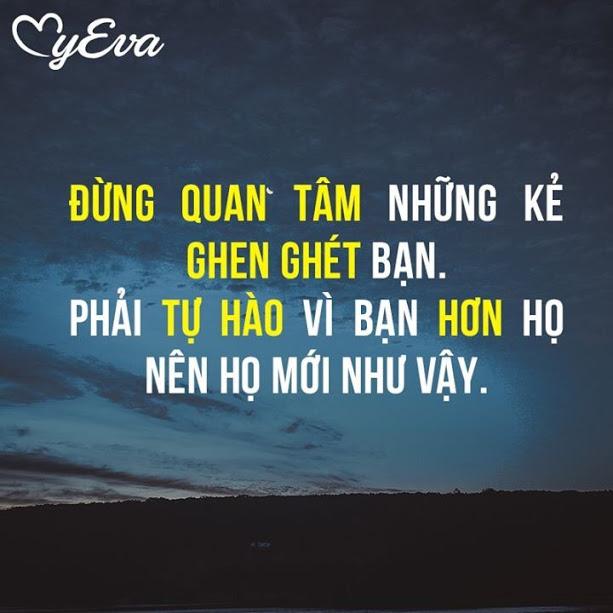 MyEva
ĐỪNG QUAN TÂM NHỮNG KẺ
GHEN GHÉT BẠN.
PHẢI TỰ HÀO VÌ BẠN HƠN HỌ
NÊN HỌ MỚI NHƯ VẬY.